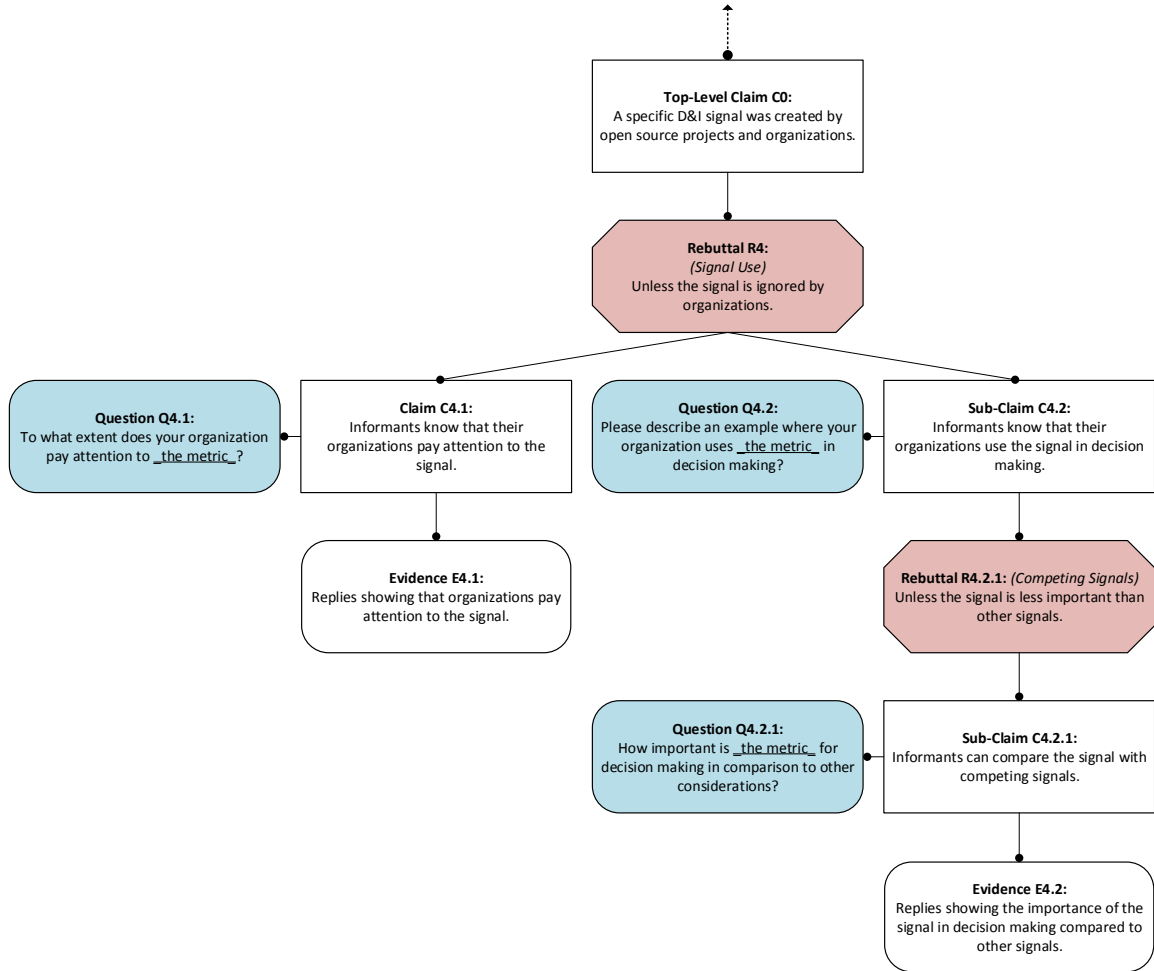 Top-Level Claim C0:
A specific D&I signal was created by
open source projects and organizations.
Rebuttal R4:
(Signal Use)
Unless the signal is ignored by
organizations.
Question Q4.1:
To what extent does your organization
pay attention to _the metric_?
Claim C4.1:
Informants know that their
organizations pay attention to the
signal.
Question Q4.2:
Please describe an example where your
organization uses _the metric_ in
decision making?
Sub-Claim C4.2:
Informants know that their
organizations use the signal in decision
making.
Evidence E4.1:
Replies showing that organizations pay
attention to the signal.
Rebuttal R4.2.1: (Competing Signals)
Unless the signal is less important than
other signals.
Question Q4.2.1:
How important is _the metric_ for
decision making in comparison to other
considerations?
Sub-Claim C4.2.1:
Informants can compare the signal with
competing signals.
Evidence E4.2:
Replies showing the importance of the
signal in decision making compared to
other signals.